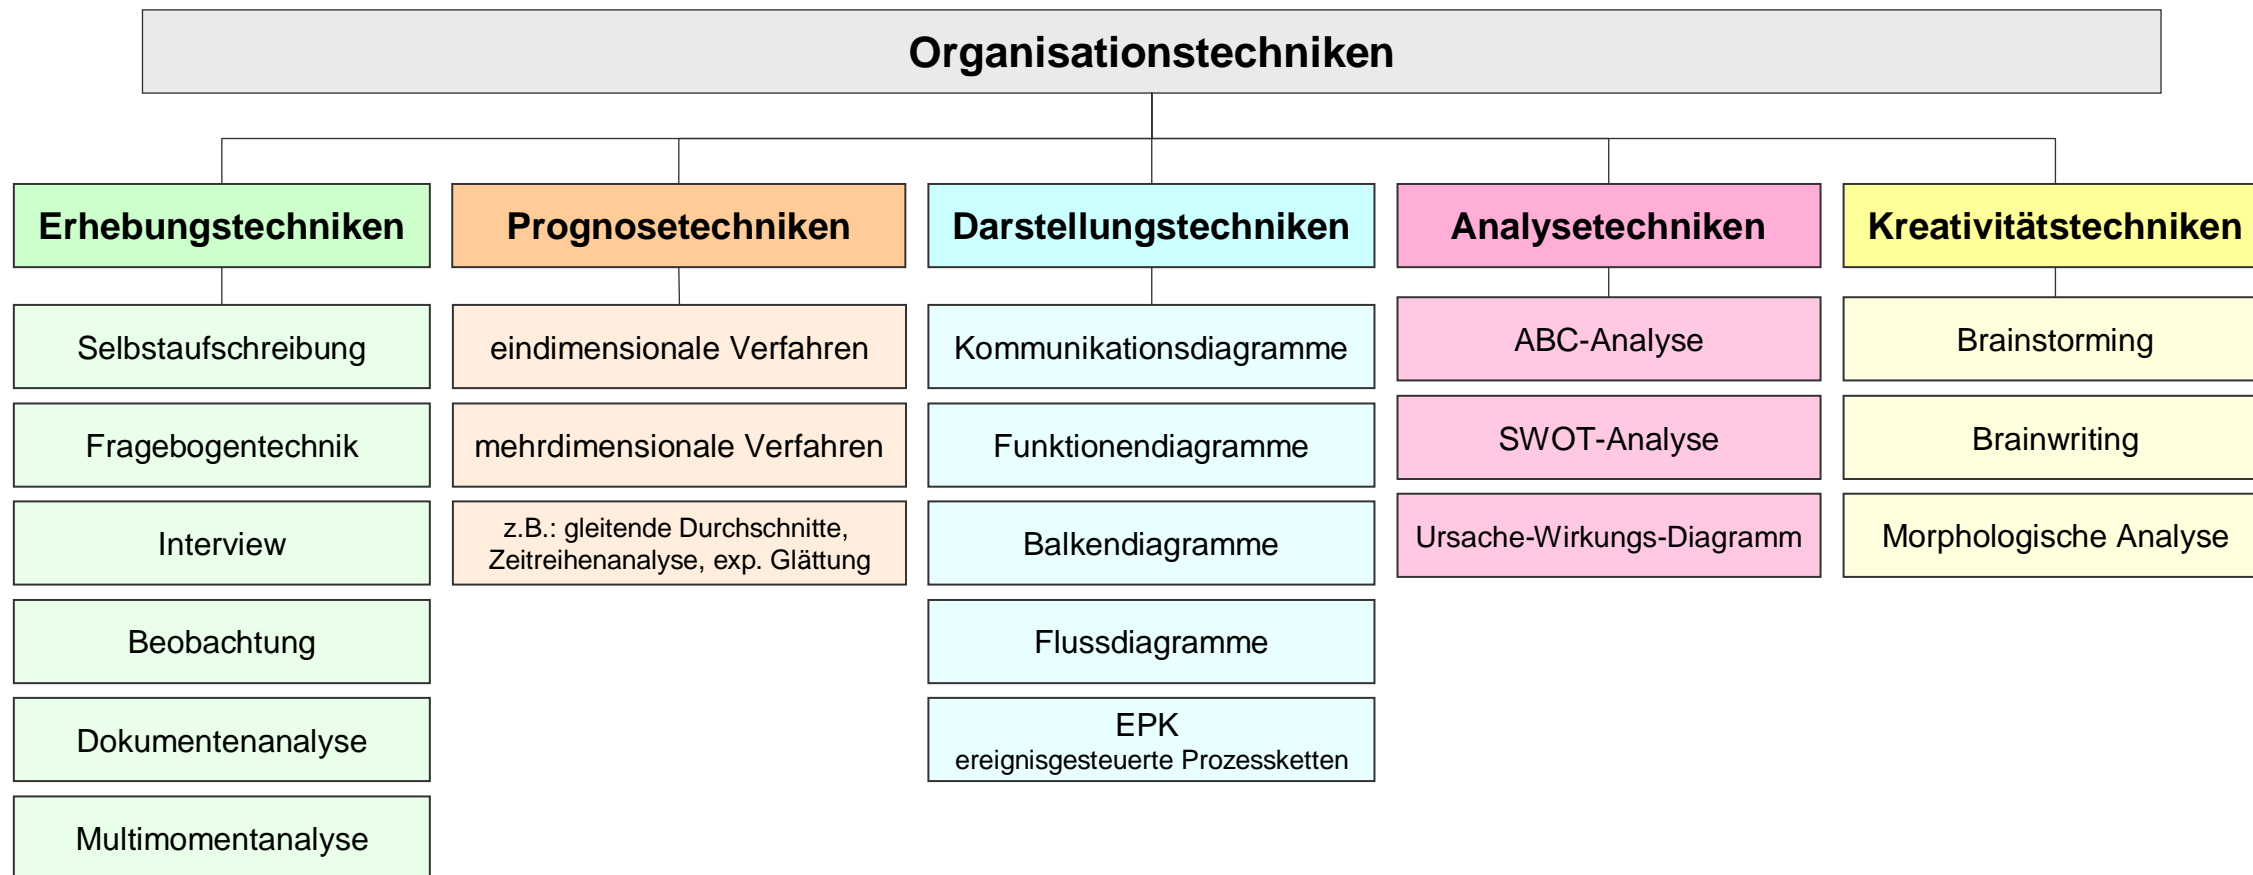 Organisationstechniken
Erhebungstechniken
Selbstaufschreibung
Fragebogentechnik
Interview
Beobachtung
Dokumentenanalyse
Multimomentanalyse
Prognosetechniken
eindimensionale Verfahren
mehrdimensionale Verfahren
z.B.: gleitende Durchschnitte,
Zeitreihenanalyse, exp. Glättung
Darstellungstechniken
Kommunikationsdiagramme
Funktionendiagramme
Balkendiagramme
Flussdiagramme
EPK
ereignisgesteuerte Prozessketten
Analysetechniken
ABC-Analyse
SWOT-Analyse
Ursache-Wirkungs-Diagramm
Kreativitätstechniken
Brainstorming
Brainwriting
Morphologische Analyse